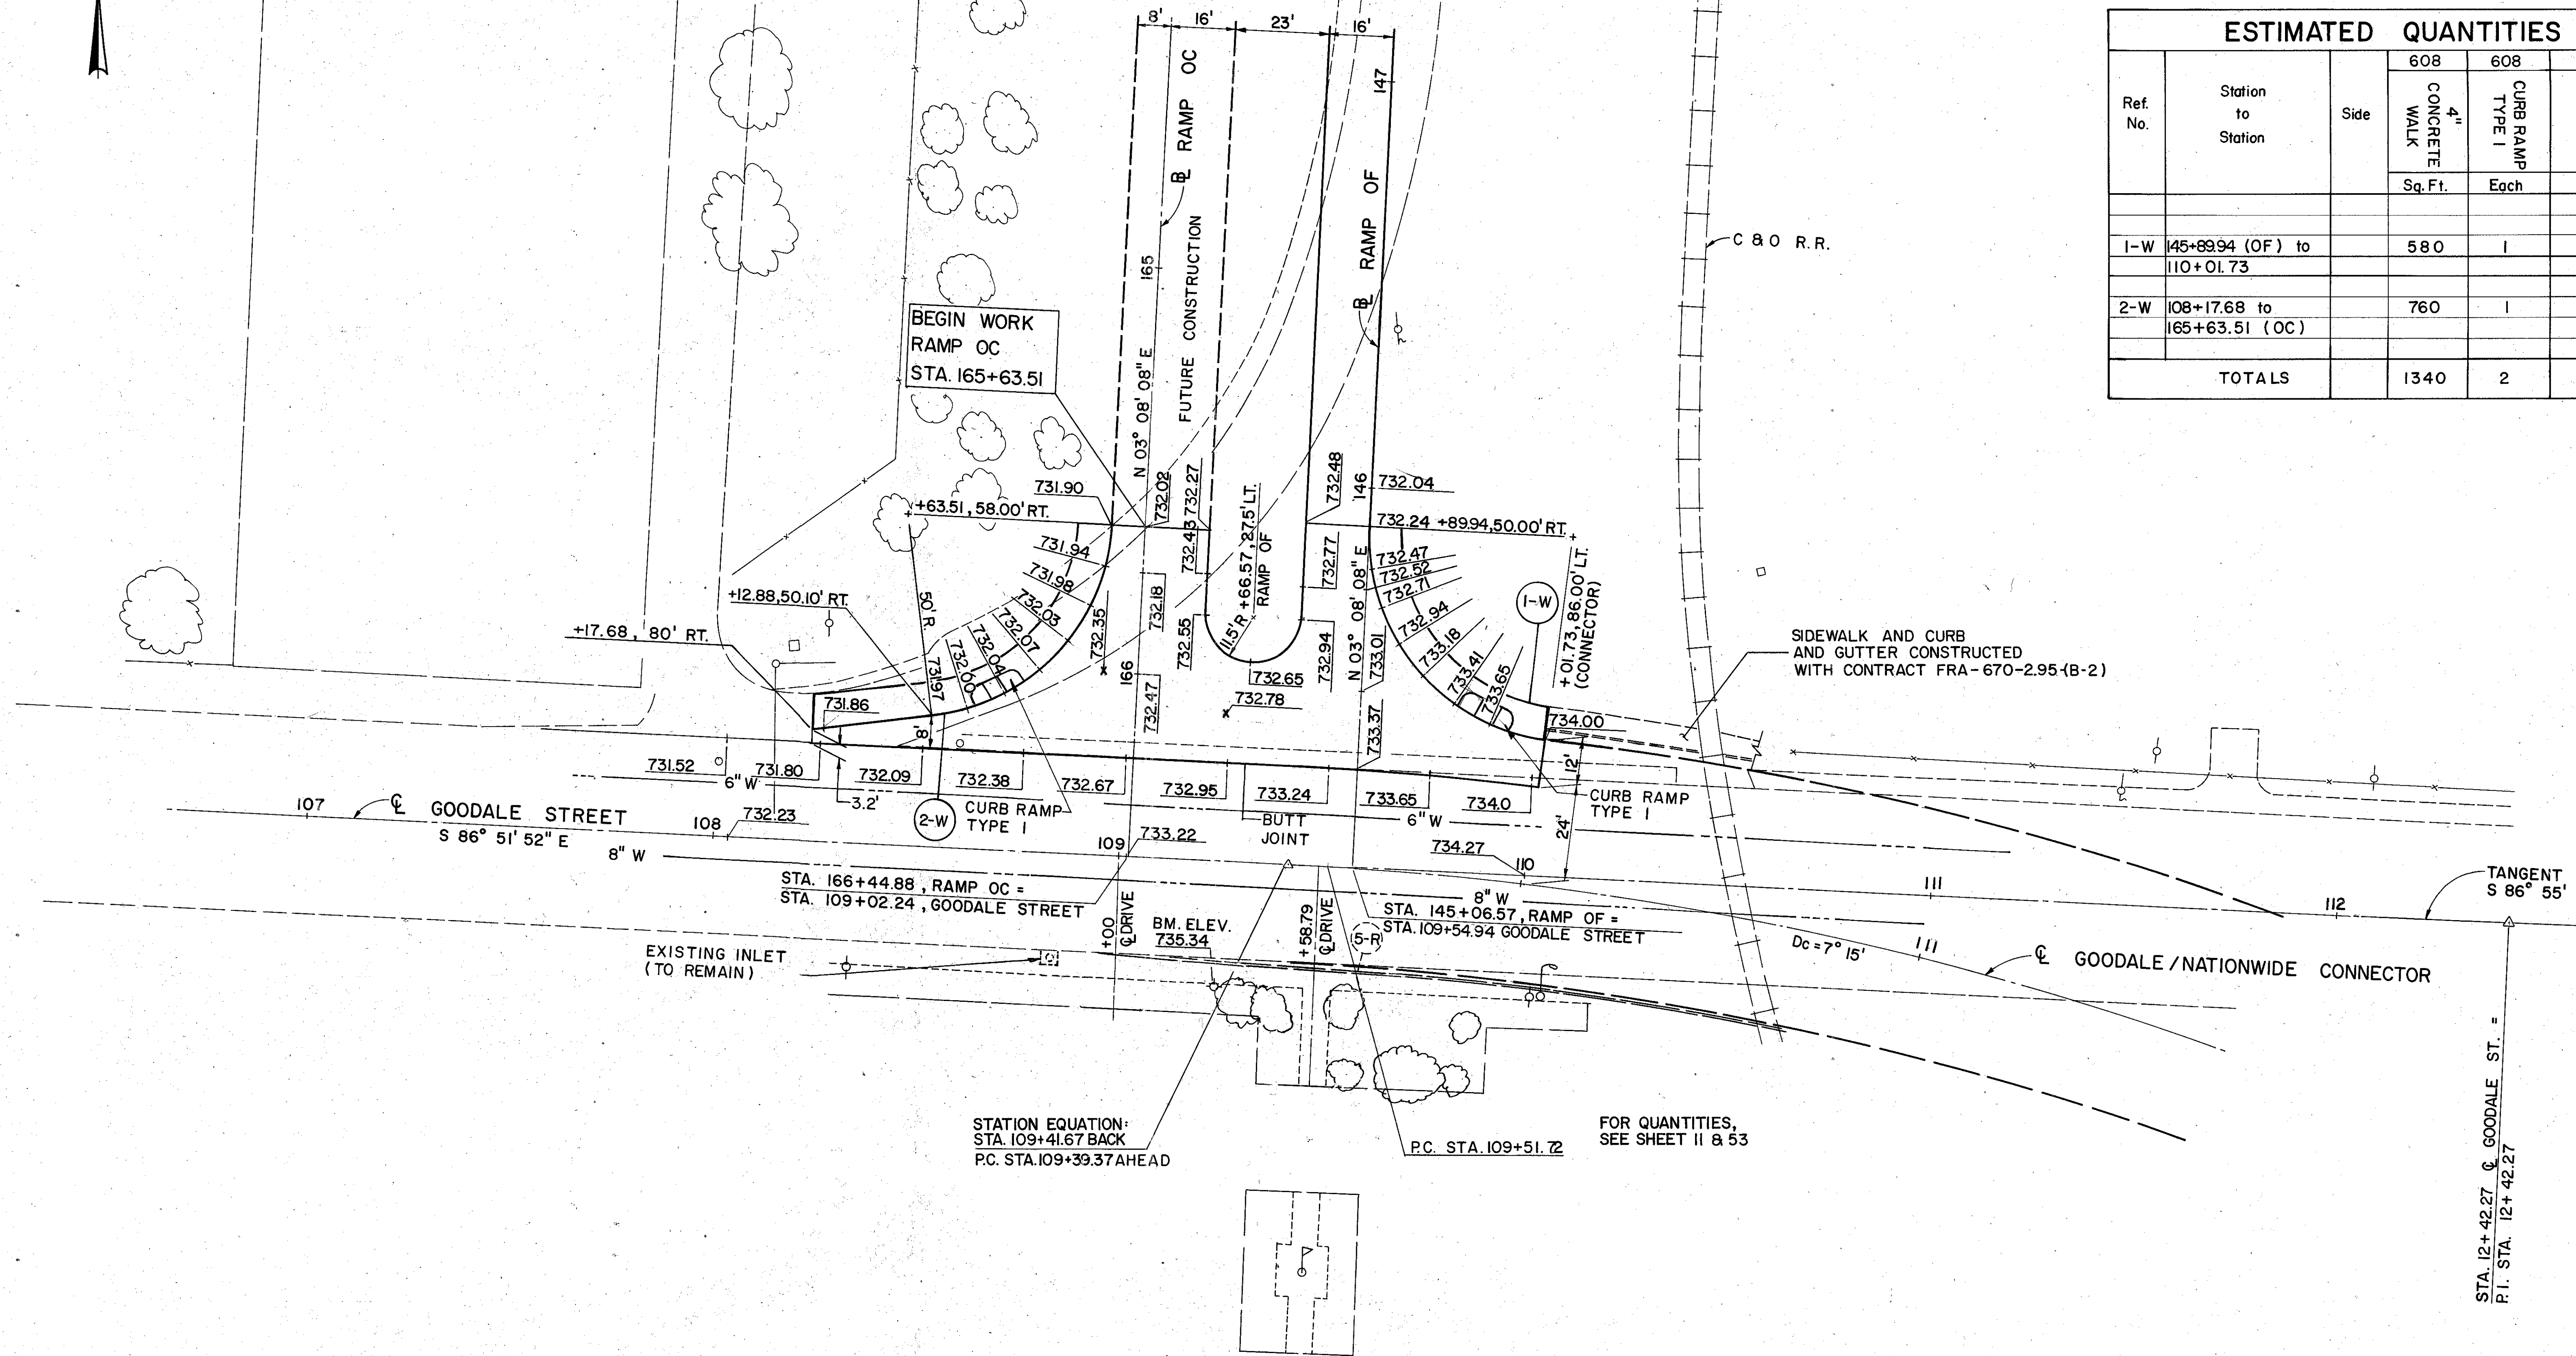 8'
16'
23'
16'
ESTIMATED QUANTITIES
608
608
Ref. No.
Station to Station
Side
4" CONCRETE WALK
CURB RAMP TYPE I
Sq. Ft.
Each
1-W
145+89.94 (OF) to
580
1
110+01.73
2-W
108+17.68 to
760
1
165+63.51 (OC)
TOTALS
1340
2
B RAMP OC
147
B RAMP OF
165
FUTURE CONSTRUCTION
N 03° 08' 08" E
C & O R.R.
BEGIN WORK
RAMP OC
STA. 165+63.51
731.90
732.02
732.27
732.48
146
732.04
+63.51, 58.00' RT.
732.43
11.5'R +66.57, 27.5' LT.
RAMP OF
732.24 +89.94, 50.00' RT.
731.94
731.98
732.03
732.07
732.04
732.00
731.97
50' R.
732.35
732.18
732.77
N 03° 08' 08" E
732.47
732.52
732.71
732.94
733.18
733.41
733.65
1-W
+01.73, 86.00' LT.
(CONNECTOR)
+12.88, 50.10' RT.
+17.68, 80' RT.
732.55
732.94
733.01
SIDEWALK AND CURB
AND GUTTER CONSTRUCTED
WITH CONTRACT FRA-670-2.95-(B-2)
166
732.47
732.65
732.78
733.37
731.86
8'
734.00
12'
731.52
731.80
732.09
732.38
732.67
732.95
733.24
733.65
734.0
6" W
3.2'
2-W
CURB RAMP
TYPE I
BUTT
JOINT
6" W
CURB RAMP
TYPE I
24'
107
℄ GOODALE STREET
S 86° 51' 52" E
108
732.23
8" W
109
733.22
734.27
110
STA. 166+44.88, RAMP OC =
STA. 109+02.24, GOODALE STREET
8" W
111
112
TANGENT
S 86° 55'
STA. 145+06.57, RAMP OF =
STA. 109+54.94 GOODALE STREET
+00
℄ DRIVE
BM. ELEV.
735.34
+58.79
℄ DRIVE
5-R
Dc = 7° 15'
111
℄ GOODALE / NATIONWIDE CONNECTOR
EXISTING INLET
(TO REMAIN)
STATION EQUATION:
STA. 109+41.67 BACK
P.C. STA. 109+39.37 AHEAD
P.C. STA. 109+51.72
FOR QUANTITIES,
SEE SHEET 11 & 53
STA. 12+42.27 ℄ GOODALE ST. =
P.I. STA. 12+42.27